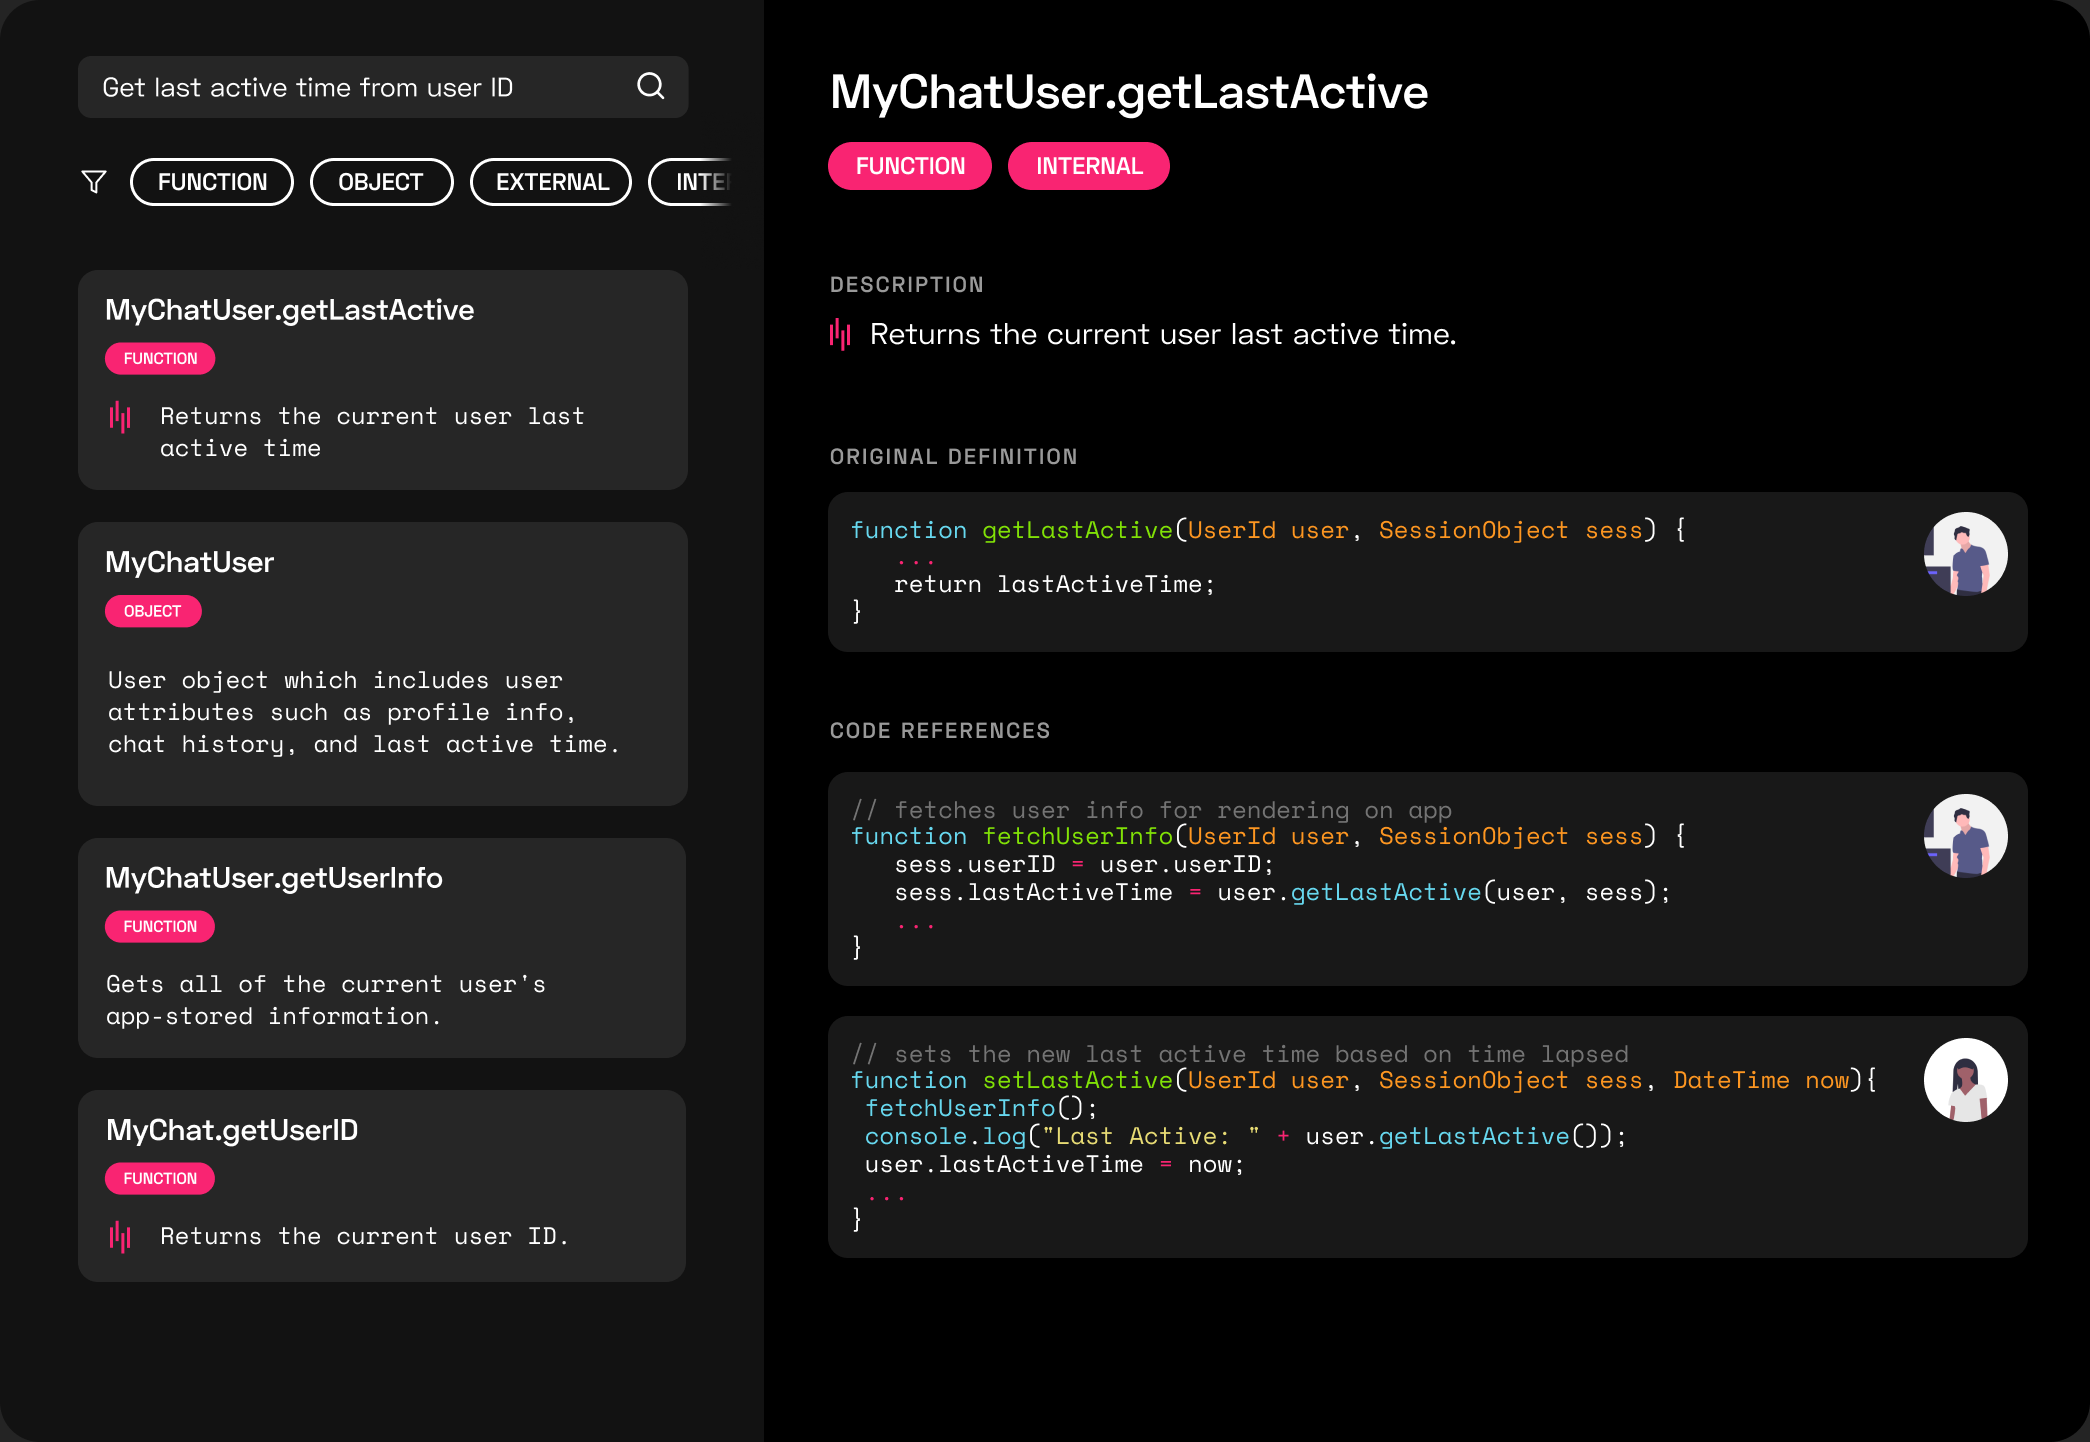 Get last active time from user ID
FUNCTION
OBJECT
EXTERNAL
INTE
MyChatUser.getLastActive
FUNCTION
Returns the current user last
active time
MyChatUser
OBJECT
User object which includes user
attributes such as profile info,
chat history, and last active time.
MyChatUser.getUserInfo
FUNCTION
Gets all of the current user's
app-stored information.
MyChat.getUserID
FUNCTION
Returns the current user ID.
MyChatUser.getLastActive
FUNCTION
INTERNAL
DESCRIPTION
Returns the current user last active time.
ORIGINAL DEFINITION
function getLastActive(UserId user, SessionObject sess) {
...
return lastActiveTime;
}
CODE REFERENCES
// fetches user info for rendering on app
function fetchUserInfo(UserId user, SessionObject sess) {
sess.userID = user.userID;
sess.lastActiveTime = user.getLastActive(user, sess);
...
}
// sets the new last active time based on time lapsed
function setLastActive(UserId user, SessionObject sess, DateTime now){
fetchUserInfo();
console.log("Last Active: " + user.getLastActive());
user.lastActiveTime = now;
...
}